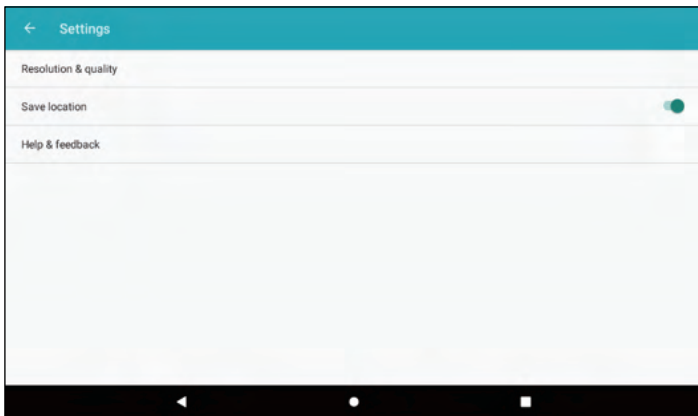 Settings
Resolution & quality
Save location
Help & feedback